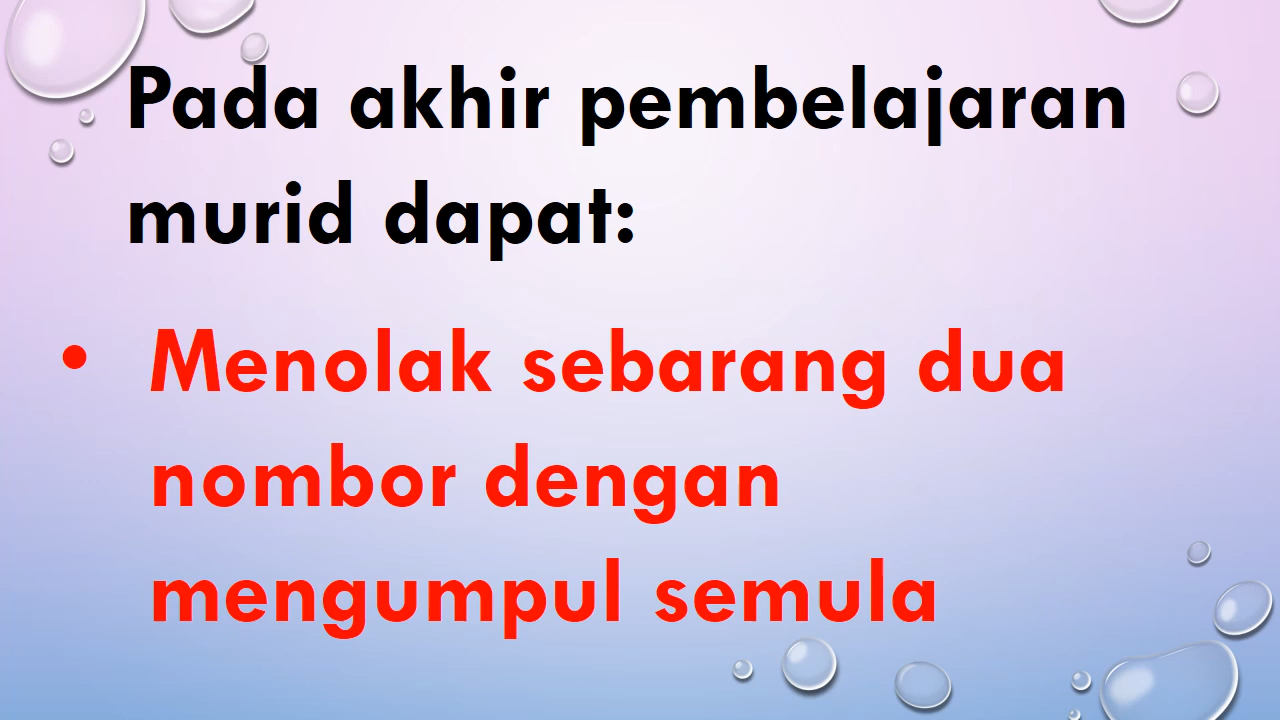 Pada akhir pembelajaran
murid dapat:
• Menolak sebarang dua
nombor dengan
mengumpul semula